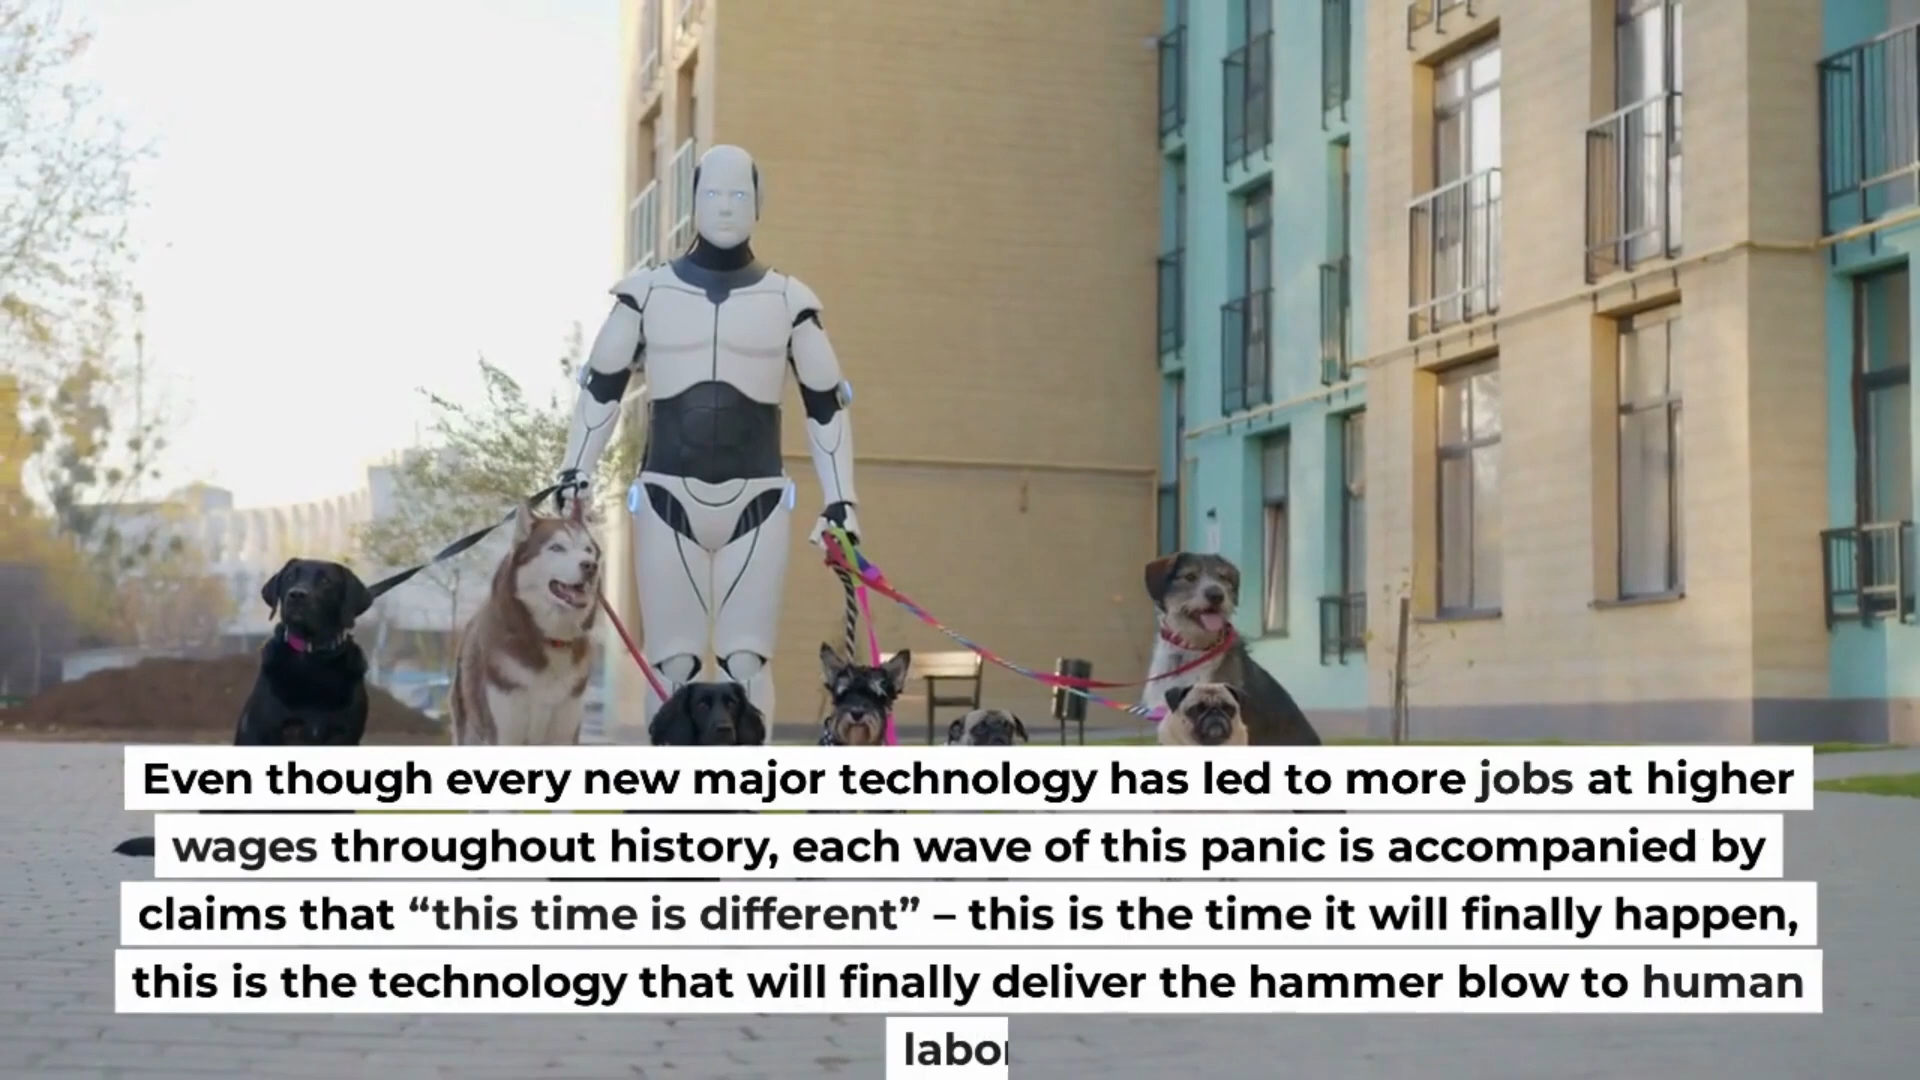 Even though every new major technology has led to more jobs at higher
wages throughout history, each wave of this panic is accompanied by
claims that “this time is different” – this is the time it will finally happen,
this is the technology that will finally deliver the hammer blow to human
labor